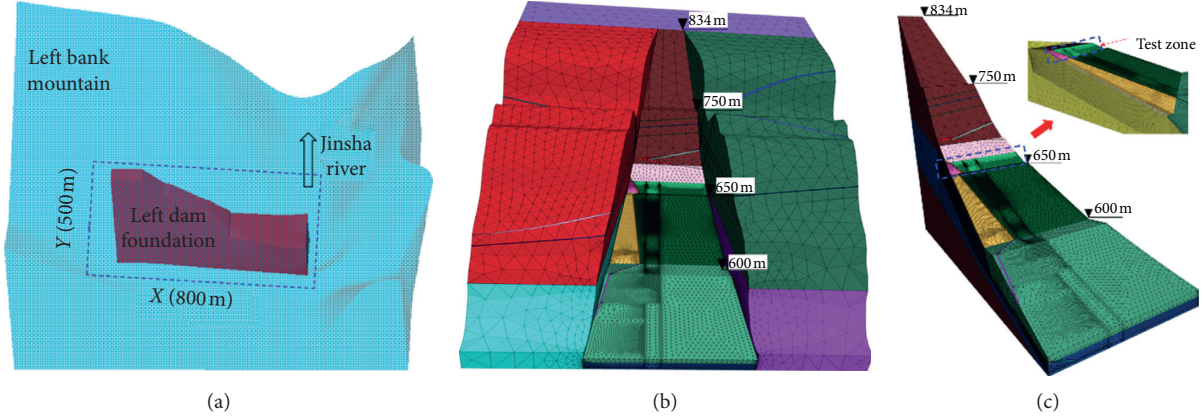 Left bank
mountain
Jinsha
river
Left dam
foundation
Y (500 m)
X (800 m)
(a)
834 m
750 m
650 m
600 m
(b)
834 m
Test zone
750 m
650 m
600 m
(c)